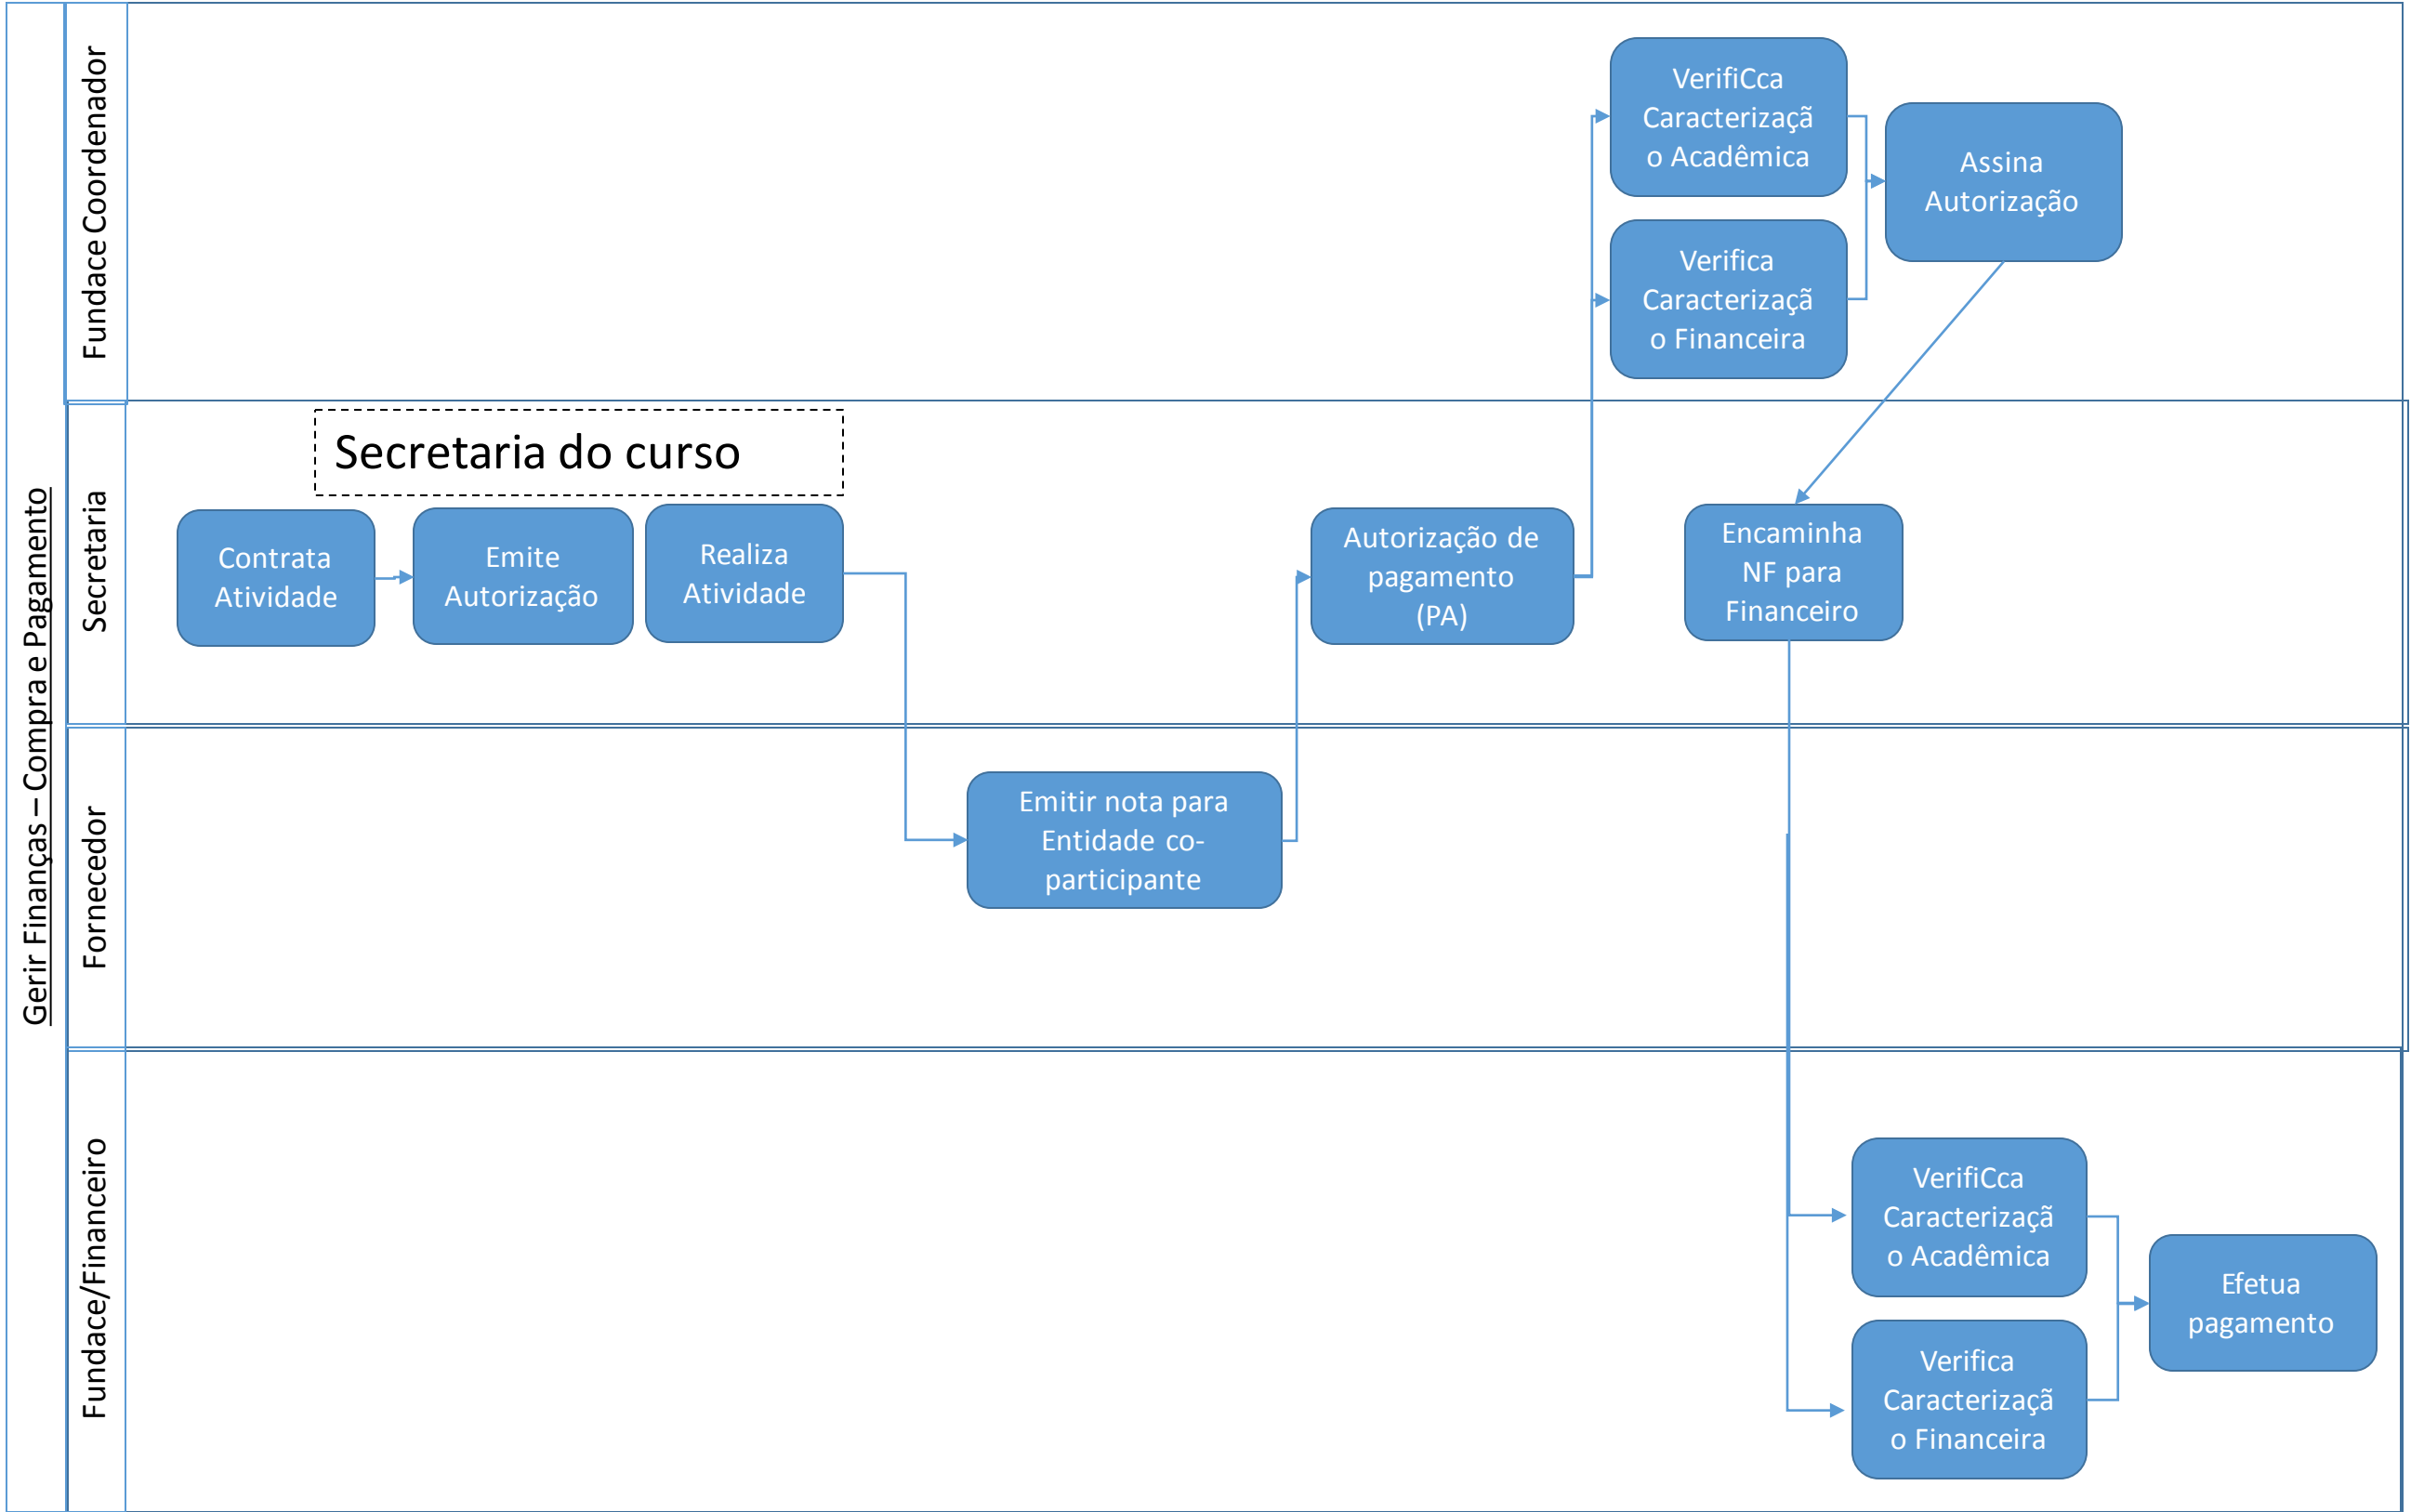 Gerir Finanças – Compra e Pagamento
Fundace Coordenador
VerifiCca
Caracterizaçã
o Acadêmica
Verifica
Caracterizaçã
o Financeira
Assina
Autorização
Secretaria
Secretaria do curso
Contrata
Atividade
Emite
Autorização
Realiza
Atividade
Autorização de
pagamento
(PA)
Encaminha
NF para
Financeiro
Fornecedor
Emitir nota para
Entidade co-
participante
Fundace/Financeiro
VerifiCca
Caracterizaçã
o Acadêmica
Verifica
Caracterizaçã
o Financeira
Efetua
pagamento